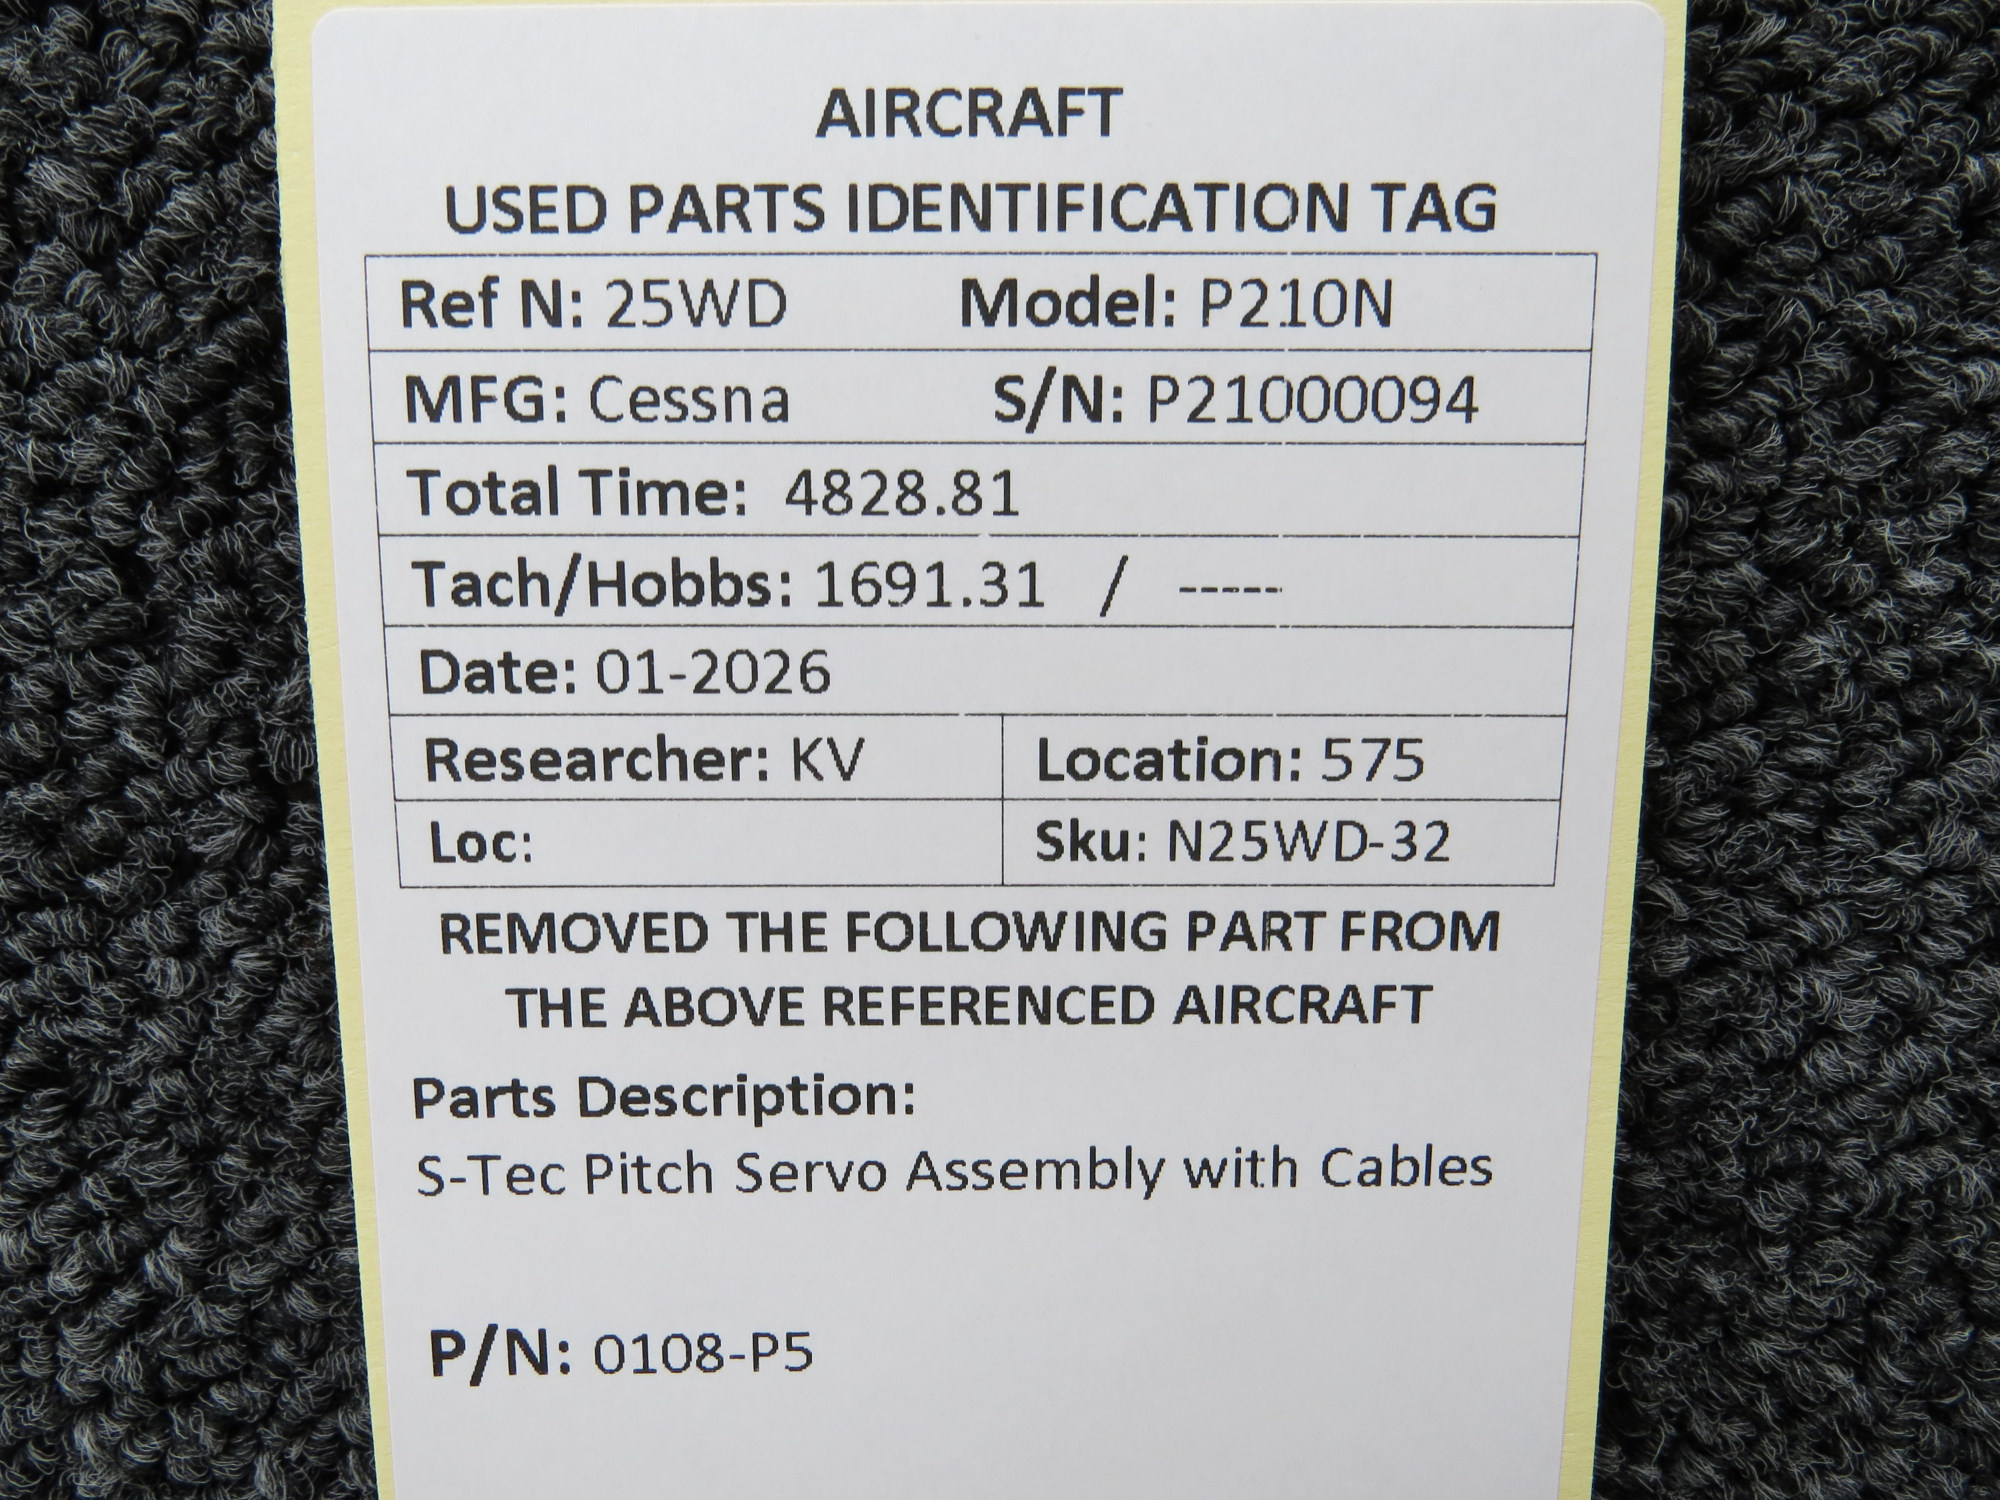 AIRCRAFT
USED PARTS IDENTIFICATION TAG
Ref N: 25WD Model: P210N
MFG: Cessna S/N: P21000094
Total Time: 4828.81
Tach/Hobbs: 1691.31 / -----
Date: 01-2026
Researcher: KV Location: 575
Loc: Sku: N25WD-32
REMOVED THE FOLLOWING PART FROM
THE ABOVE REFERENCED AIRCRAFT
Parts Description:
S-Tec Pitch Servo Assembly with Cables
P/N: 0108-P5